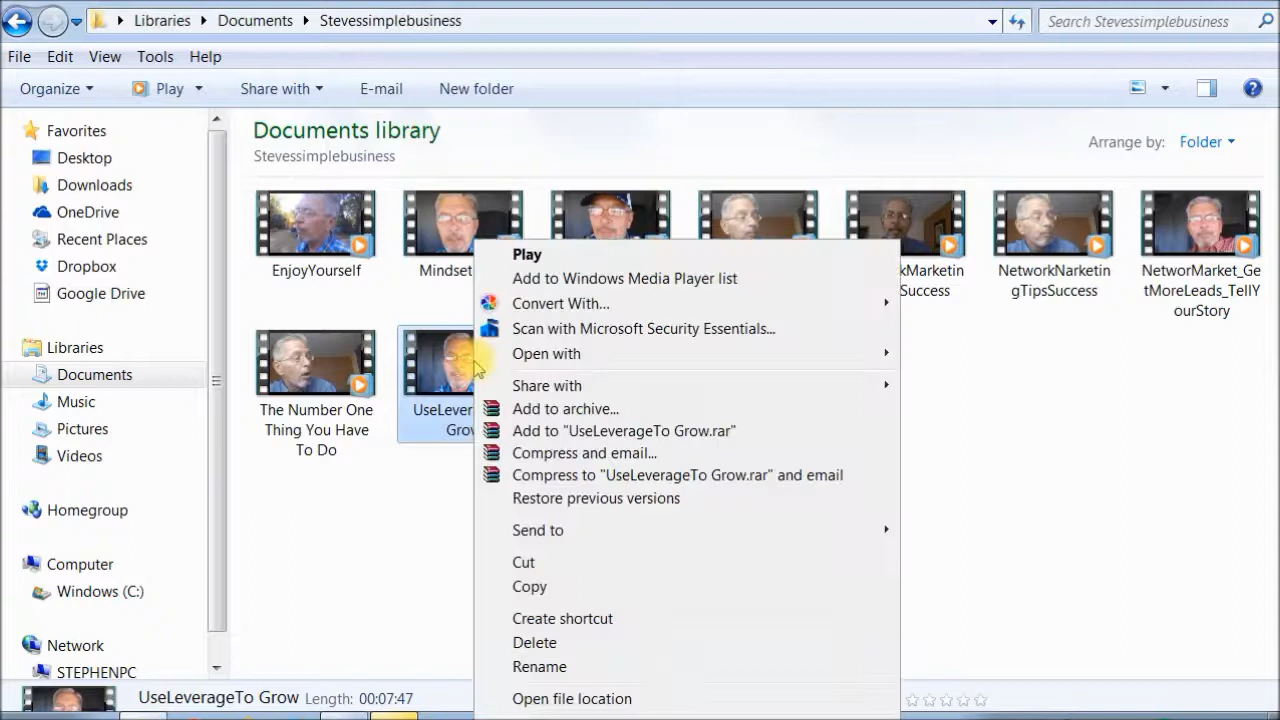 Libraries
Documents
Stevessimplebusiness
Search Stevessimplebusiness
File
Edit
View
Tools
Help
Organize
Play
Share with
E-mail
New folder
Favorites
Desktop
Downloads
OneDrive
Recent Places
Dropbox
Google Drive
Libraries
Documents
Music
Pictures
Videos
Homegroup
Computer
Windows (C:)
Network
STEPHENPC
Documents library
Stevessimplebusiness
Arrange by:
Folder
EnjoyYourself
Mindset
kMarketin
Success
NetworkNarketin
gTipsSuccess
NetworMarket_Ge
tMoreLeads_TellY
ourStory
The Number One
Thing You Have
To Do
UseLever
Grow
Play
Add to Windows Media Player list
Convert With...
Scan with Microsoft Security Essentials...
Open with
Share with
Add to archive...
Add to "UseLeverageTo Grow.rar"
Compress and email...
Compress to "UseLeverageTo Grow.rar" and email
Restore previous versions
Send to
Cut
Copy
Create shortcut
Delete
Rename
Open file location
UseLeverageTo Grow
Length: 00:07:47